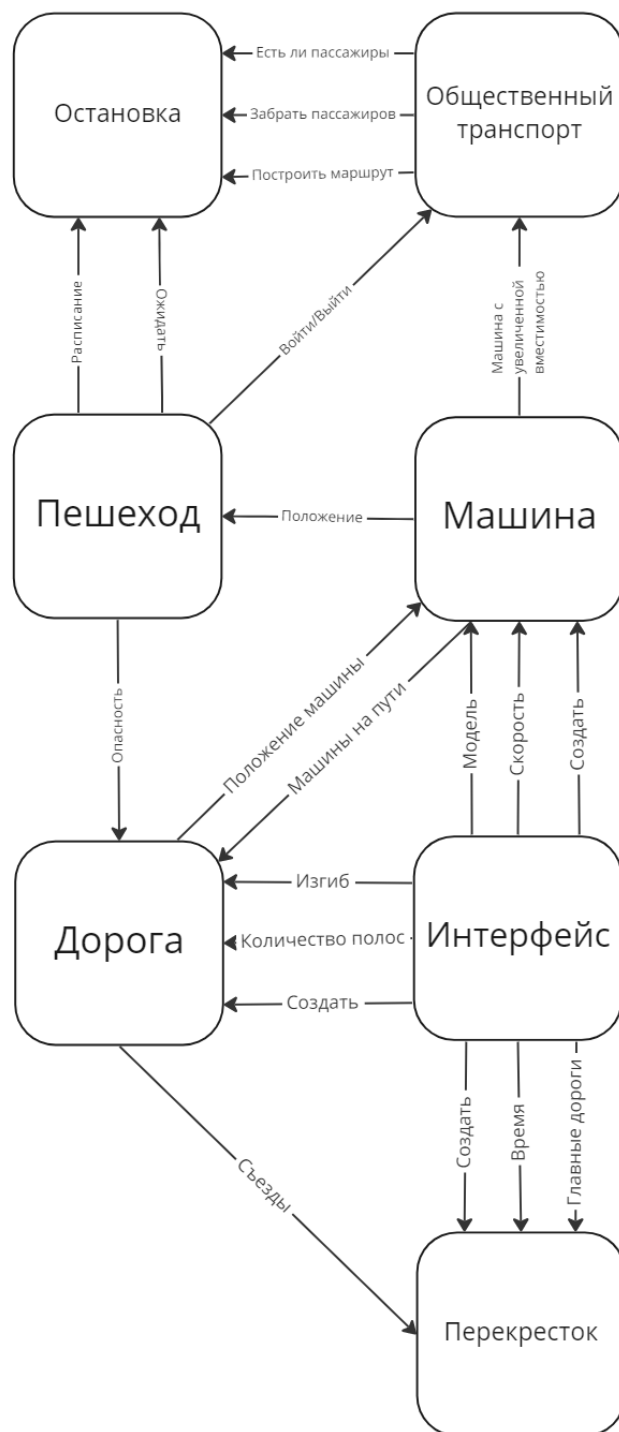 Остановка
Есть ли пассажиры
Забрать пассажиров
Построить маршрут
Общественный
транспорт
Расписание
Ожидать
Войти/Выйти
Машина с
увеличенной
вместимостью
Пешеход
Положение
Машина
Опасность
Положение машины
Машины на пути
Модель
Скорость
Создать
Дорога
Изгиб
Количество полос
Создать
Интерфейс
Съезды
Создать
Время
Главные дороги
Перекресток